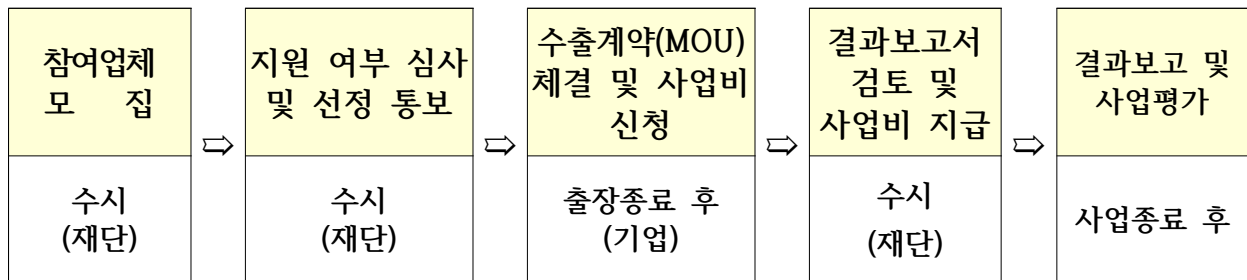 참여업체
모 집
수시
(재단)
⇨
지원 여부 심사
및 선정 통보
수시
(재단)
⇨
수출계약(MOU)
체결 및 사업비
신청
출장종료 후
(기업)
⇨
결과보고서
검토 및
사업비 지급
수시
(재단)
⇨
결과보고 및
사업평가
사업종료 후